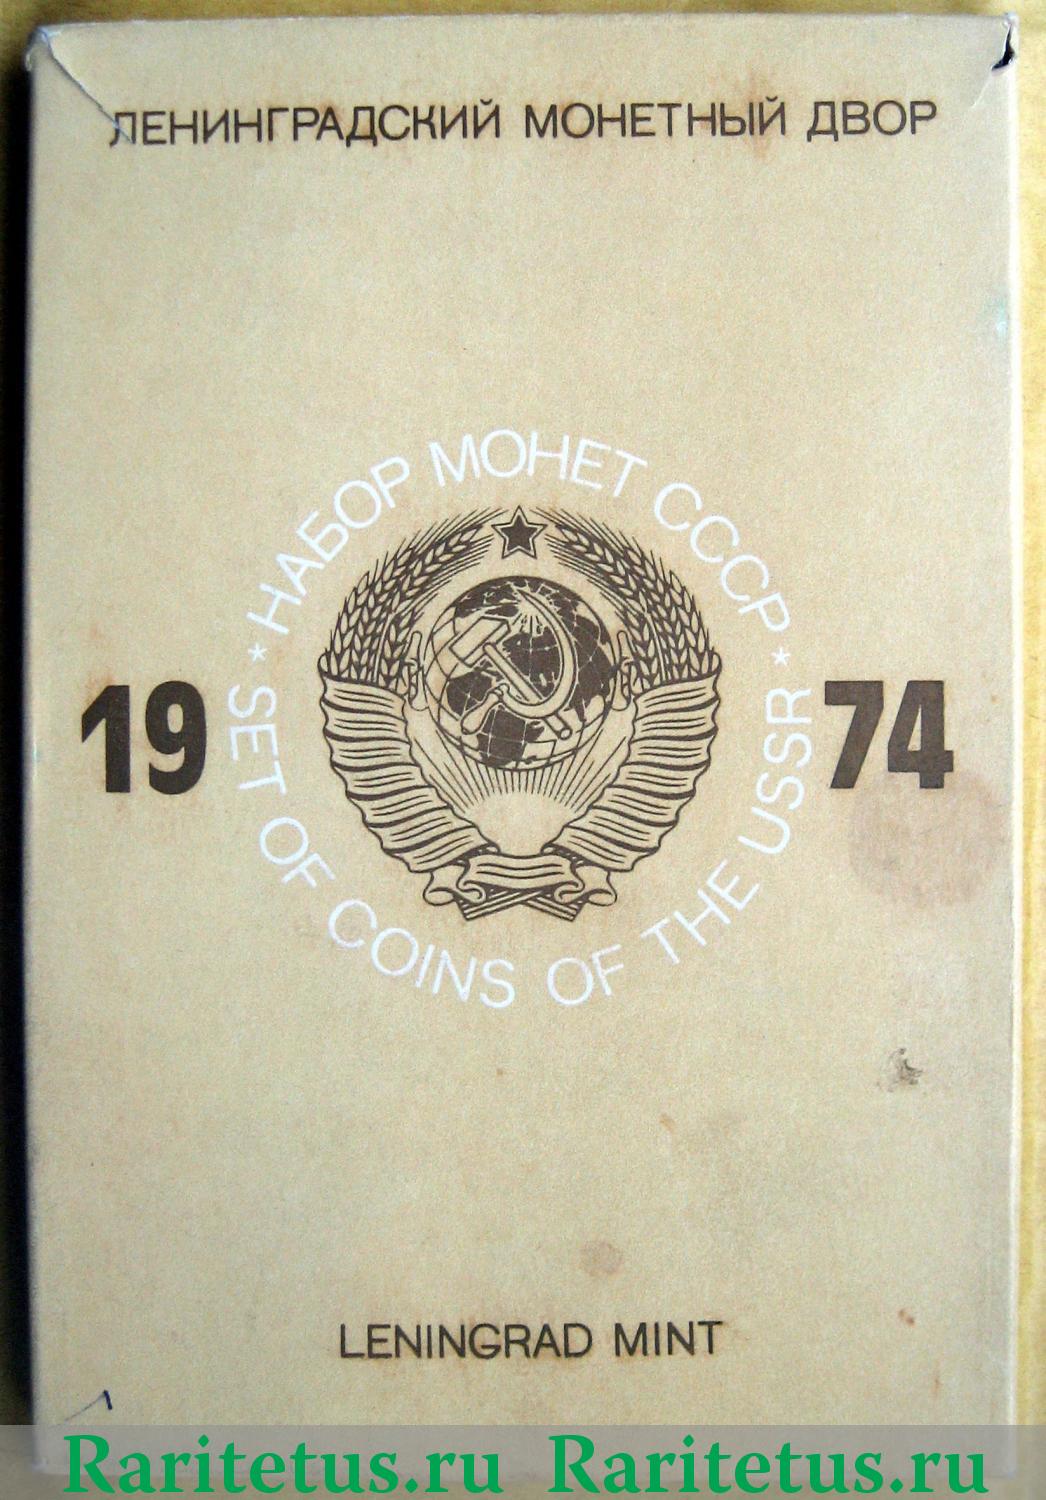 ЛЕНИНГРАДСКИЙ МОНЕТНЫЙ ДВОР
* НАБОР МОНЕТ СССР *
19 74
SET OF COINS OF THE USSR
LENINGRAD MINT
Raritetus.ru Raritetus.ru